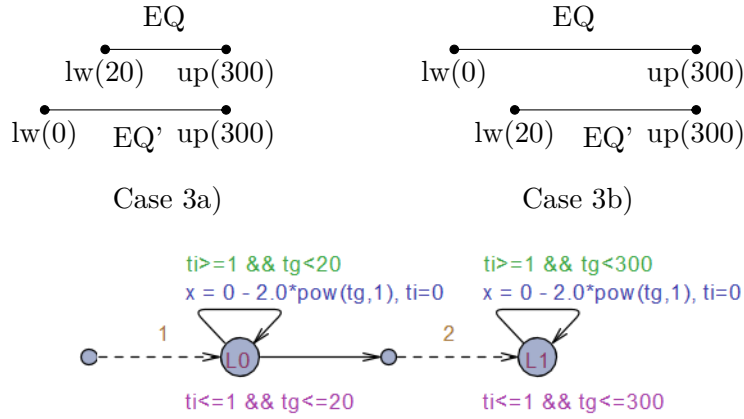 EQ EQ
lw(20) up(300) lw(0) up(300)
lw(0) EQ' up(300) lw(20) EQ' up(300)
Case 3a) Case 3b)
ti>=1 && tg<20 ti>=1 && tg<300
x = 0 - 2.0*pow(tg,1), ti=0 x = 0 - 2.0*pow(tg,1), ti=0
1 2
L0 L1
ti<=1 && tg<=20 ti<=1 && tg<=300